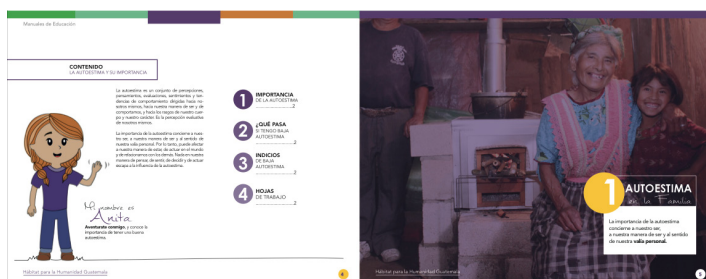 Manuales de Educación
CONTENIDO
LA AUTOESTIMA Y SU IMPORTANCIA
La autoestima es un conjunto de percepciones,
pensamientos, evaluaciones, sentimientos y ten-
dencias de comportamiento dirigidas hacia no-
sotros mismos, hacia nuestra manera de ser y de
comportarnos, y hacia los rasgos de nuestro cuer-
po y nuestro carácter. Es la percepción evaluativa
de nosotros mismos.
La importancia de la autoestima concierne a nues-
tro ser, a nuestra manera de ser y al sentido de
nuestra valía personal. Por lo tanto, puede afectar
a nuestra manera de estar, de actuar en el mundo
y de relacionarnos con los demás. Nada en nuestra
manera de pensar, de sentir, de decidir y de actuar
escapa a la influencia de la autoestima.
Mi nombre es
Anita.
Aventurate conmigo, y conoce la
importancia de tener una buena
autoestima.
1 IMPORTANCIA
DE LA AUTOESTIMA
2
2 ¿QUÉ PASA
SI TENGO BAJA
AUTOESTIMA
2
3 INDICIOS
DE BAJA
AUTOESTIMA
2
4 HOJAS
DE TRABAJO
2
Hábitat para la Humanidad Guatemala
4
1 AUTOESTIMA
en la Familia
La importancia de la autoestima
concierne a nuestro ser,
a nuestra manera de ser y al sentido
de nuestra valía personal.
Hábitat para la Humanidad Guatemala
5